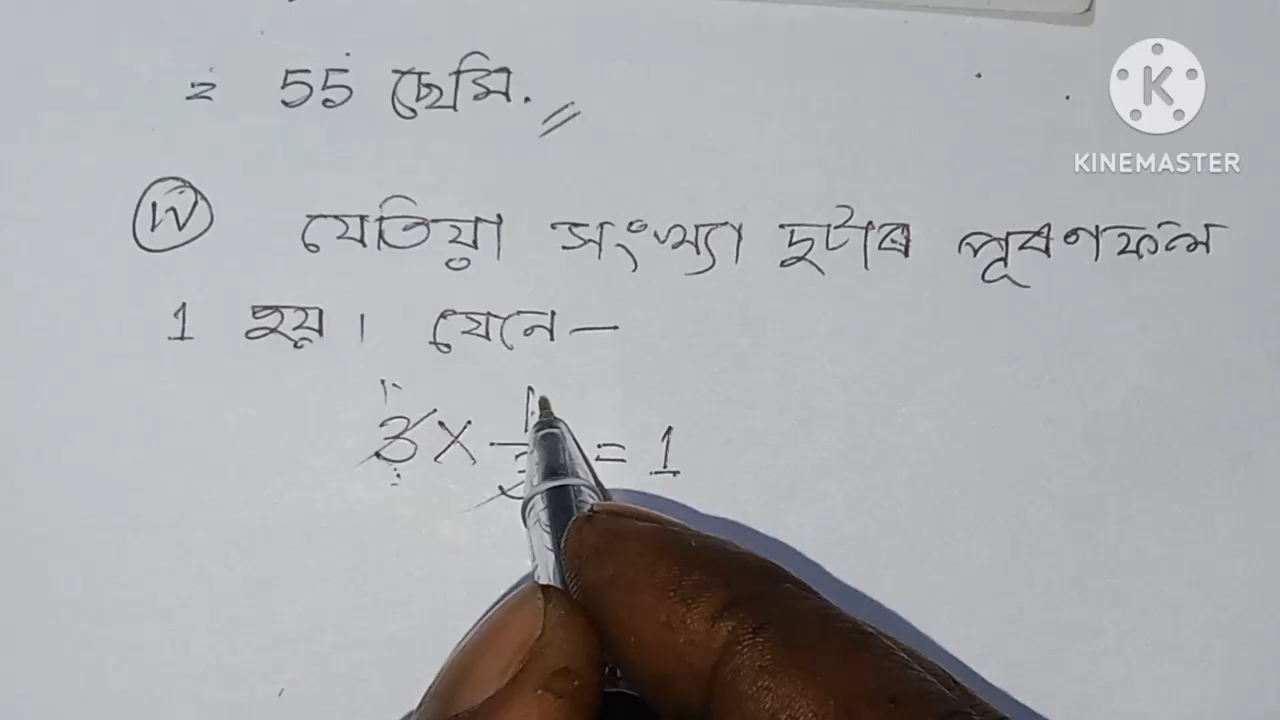 = 55 ছেমি.
K
KINEMASTER
iv যেতিয়া সংখ্যা দুটাৰ পূৰণফল
1 হয়। যেনে—
3 × 1/3 = 1